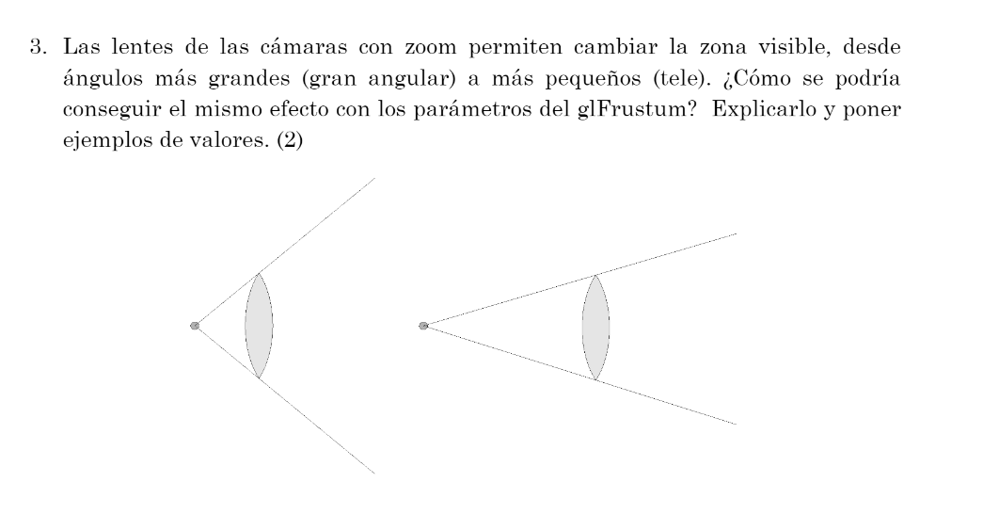 3. Las lentes de las cámaras con zoom permiten cambiar la zona visible, desde
ángulos más grandes (gran angular) a más pequeños (tele). ¿Cómo se podría
conseguir el mismo efecto con los parámetros del glFrustum? Explicarlo y poner
ejemplos de valores. (2)